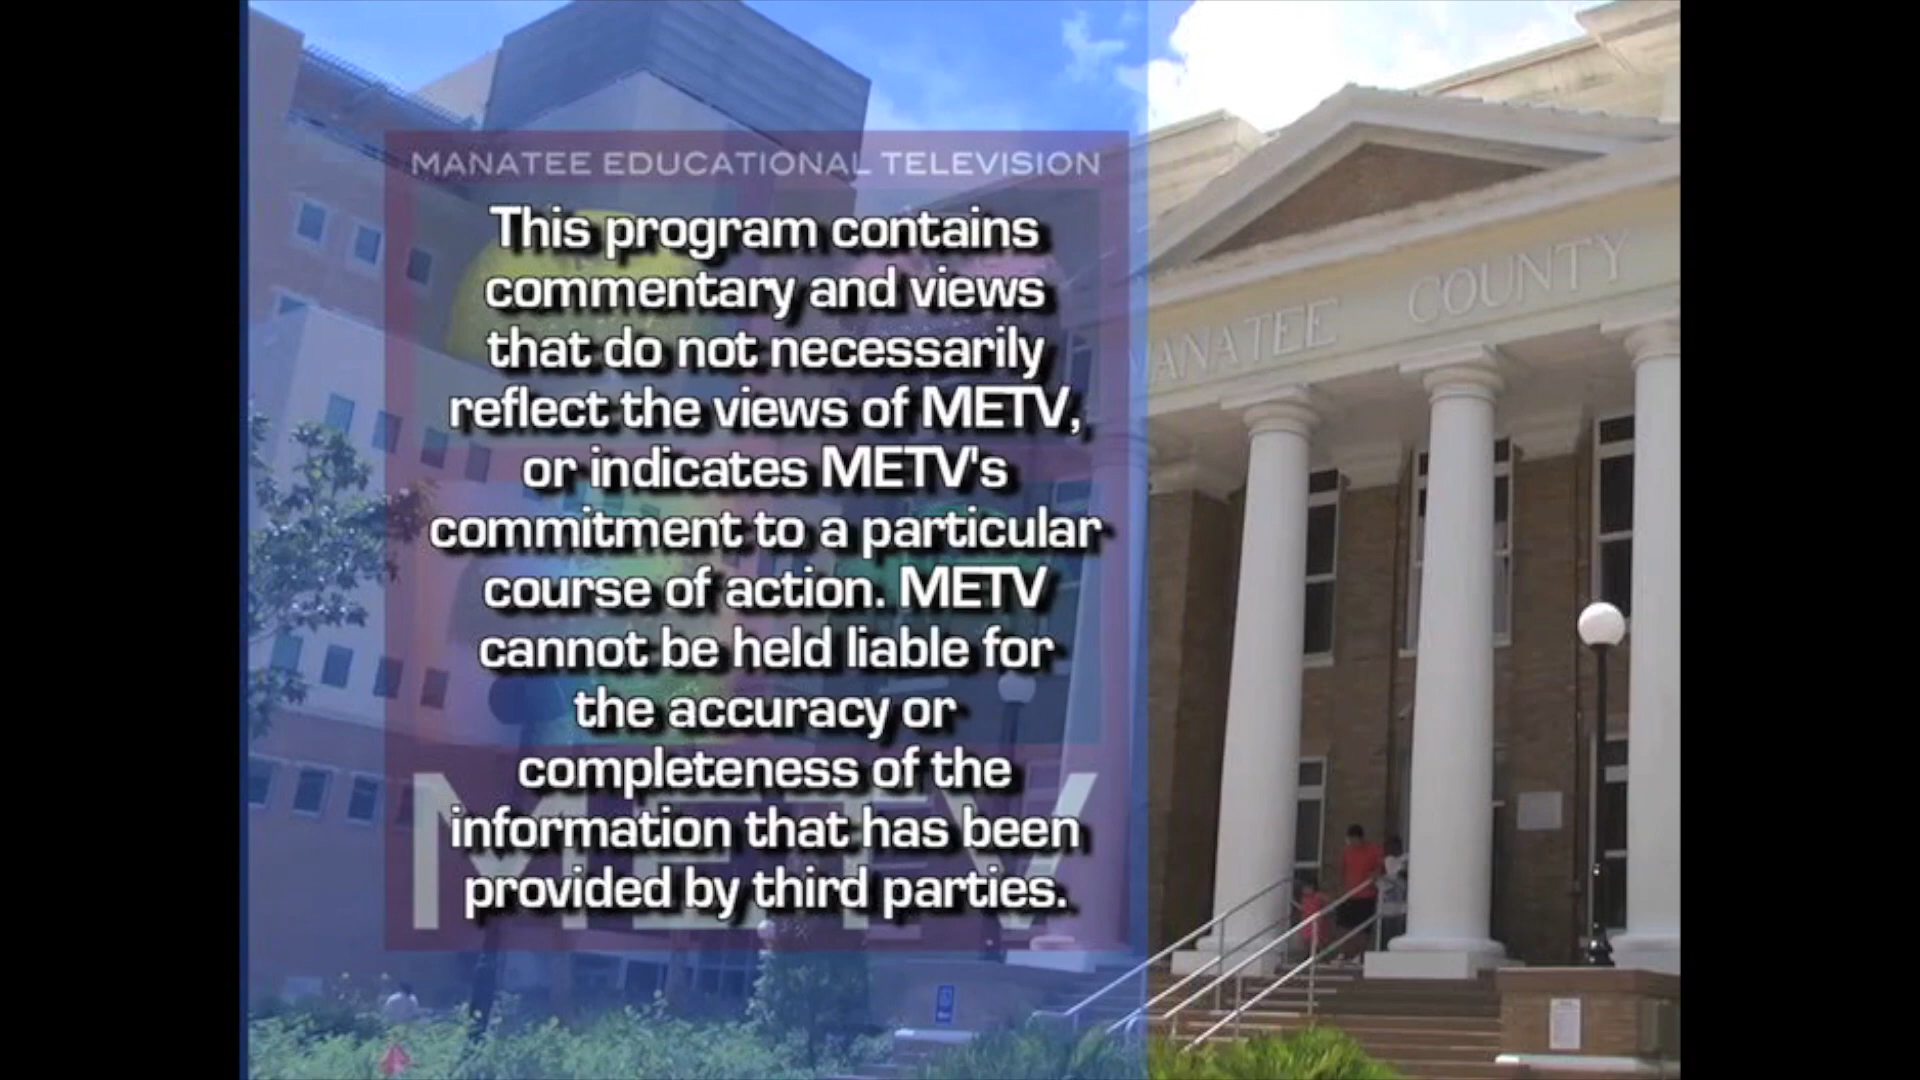 MANATEE EDUCATIONAL TELEVISION
This program contains
commentary and views
that do not necessarily
reflect the views of METV,
or indicates METV's
commitment to a particular
course of action. METV
cannot be held liable for
the accuracy or
completeness of the
information that has been
provided by third parties.
METV
MANATEE COUNTY